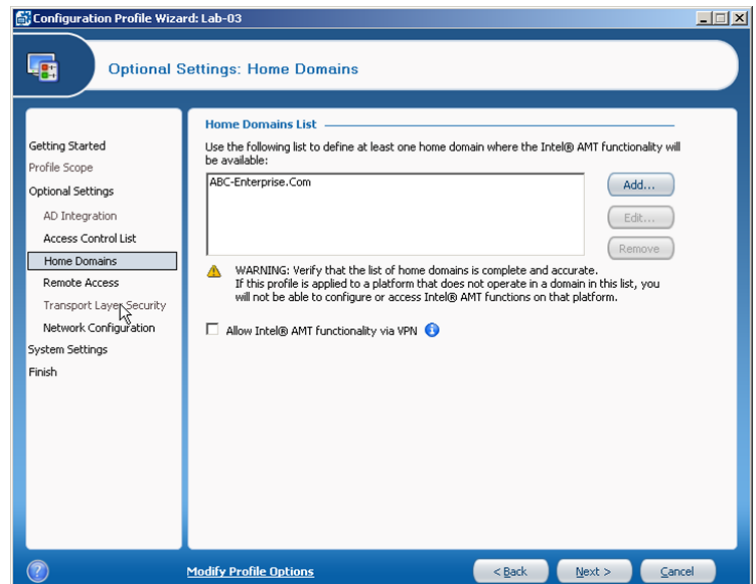 Configuration Profile Wizard: Lab-03
Optional Settings: Home Domains
Getting Started
Profile Scope
Optional Settings
AD Integration
Access Control List
Home Domains
Remote Access
Transport Layer Security
Network Configuration
System Settings
Finish
Home Domains List
Use the following list to define at least one home domain where the Intel® AMT functionality will
be available:
ABC-Enterprise.Com
Add...
Edit...
Remove
WARNING: Verify that the list of home domains is complete and accurate.
If this profile is applied to a platform that does not operate in a domain in this list, you
will not be able to configure or access Intel® AMT functions on that platform.
Allow Intel® AMT functionality via VPN
Modify Profile Options
< Back
Next >
Cancel